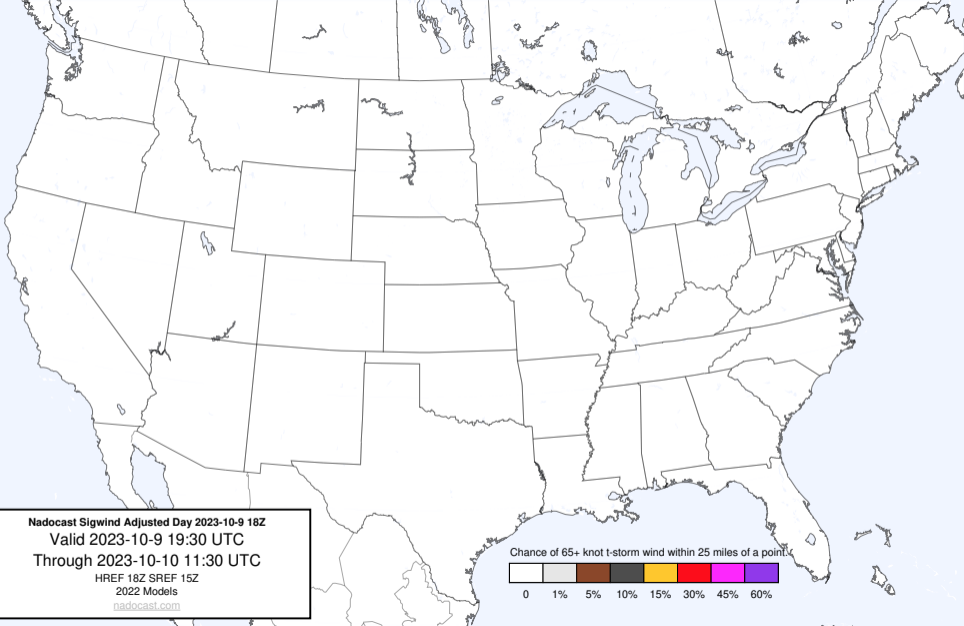 Nadocast Sigwind Adjusted Day 2023-10-9 18Z
Valid 2023-10-9 19:30 UTC
Through 2023-10-10 11:30 UTC
HREF 18Z SREF 15Z
2022 Models
nadocast.com
Chance of 65+ knot t-storm wind within 25 miles of a point.
0 1% 5% 10% 15% 30% 45% 60%